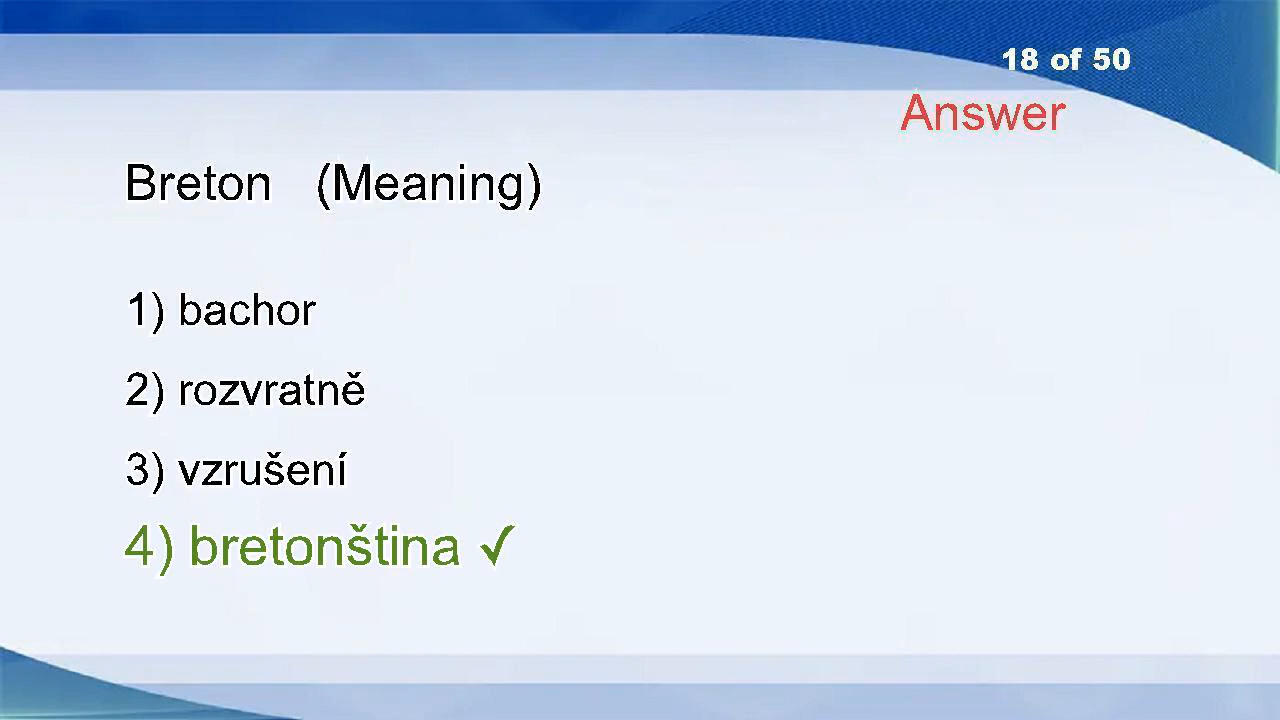 18 of 50
Answer
Breton (Meaning)
1) bachor
2) rozvratně
3) vzrušení
4) bretonština ✓